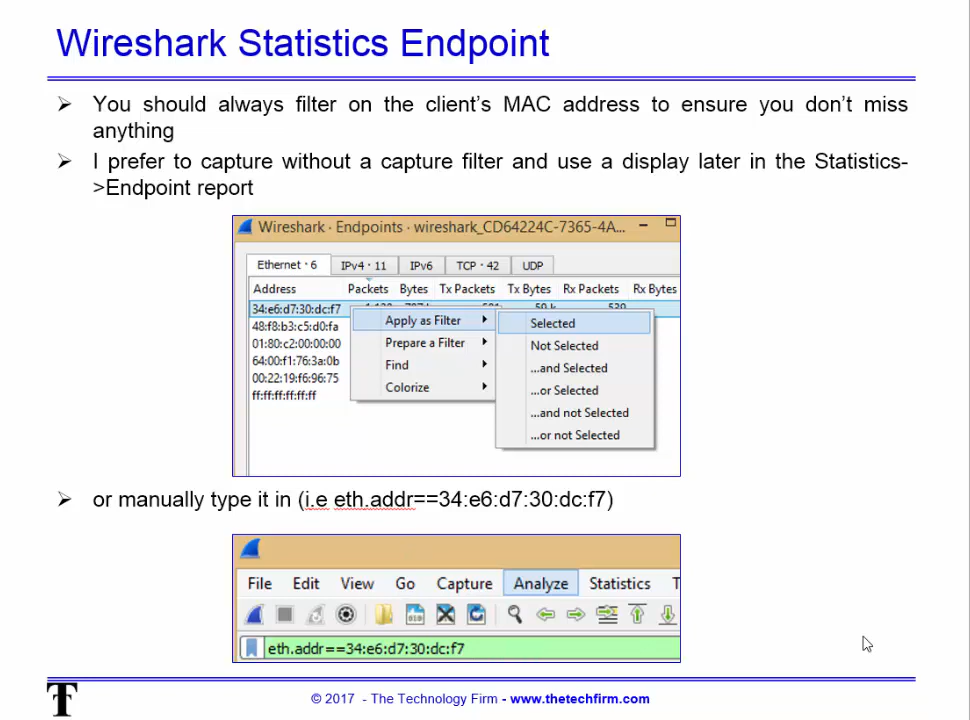 Wireshark Statistics Endpoint
You should always filter on the client's MAC address to ensure you don't miss
anything
I prefer to capture without a capture filter and use a display later in the Statistics-
>Endpoint report
Wireshark · Endpoints · wireshark_CD64224C-7365-4A...
Ethernet · 6 IPv4 · 11 IPv6 TCP · 42 UDP
Address Packets Bytes Tx Packets Tx Bytes Rx Packets Rx Bytes
34:e6:d7:30:dc:f7
48:f8:b3:c5:d0:fa
01:80:c2:00:00:00
64:00:f1:76:3a:0b
00:22:19:f6:96:75
ff:ff:ff:ff:ff:ff
Apply as Filter
Prepare a Filter
Find
Colorize
Selected
Not Selected
...and Selected
...or Selected
...and not Selected
...or not Selected
or manually type it in (i.e eth.addr==34:e6:d7:30:dc:f7)
File Edit View Go Capture Analyze Statistics T
eth.addr==34:e6:d7:30:dc:f7
T © 2017 - The Technology Firm - www.thetechfirm.com